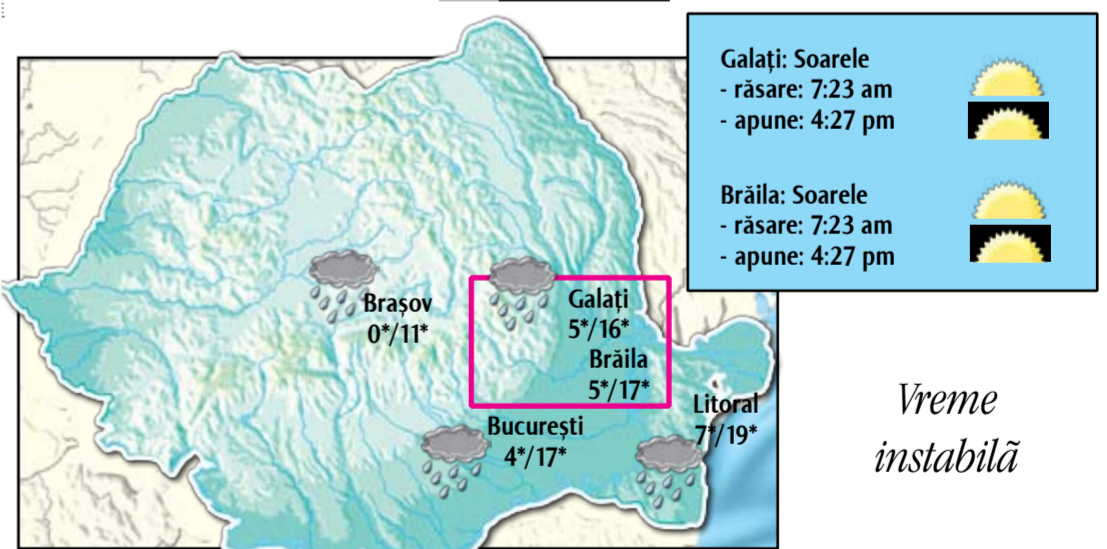 Galați: Soarele
- răsare: 7:23 am
- apune: 4:27 pm
Brăila: Soarele
- răsare: 7:23 am
- apune: 4:27 pm
Brașov
0*/11*
Galați
5*/16*
Brăila
5*/17*
Litoral
7*/19*
București
4*/17*
Vreme
instabilã